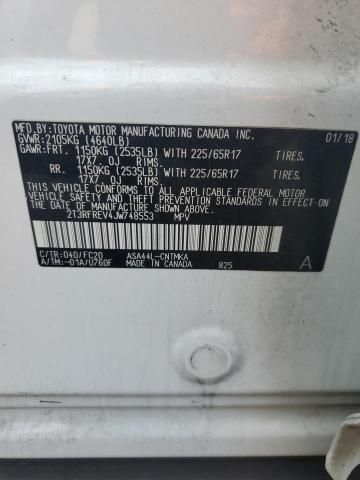 MFD.BY:TOYOTA MOTOR MANUFACTURING CANADA INC. 01/18
GVWR:2105KG (4640LB)
GAWR:FRT. 1150KG (2535LB) WITH 225/65R17 TIRES.
17X7.0J RIMS.
RR. 1150KG (2535LB) WITH 225/65R17 TIRES.
17X7.0J RIMS.
THIS VEHICLE CONFORMS TO ALL APPLICABLE FEDERAL MOTOR
VEHICLE SAFETY AND THEFT PREVENTION STANDARDS IN EFFECT
ON THE DATE OF MANUFACTURE SHOWN ABOVE.
2T3RFREV4JW748553 MPV
C/TR:040/FC20 ASA44L-CNTMKA
A/TM:-01A/U760F MADE IN CANADA 825 A